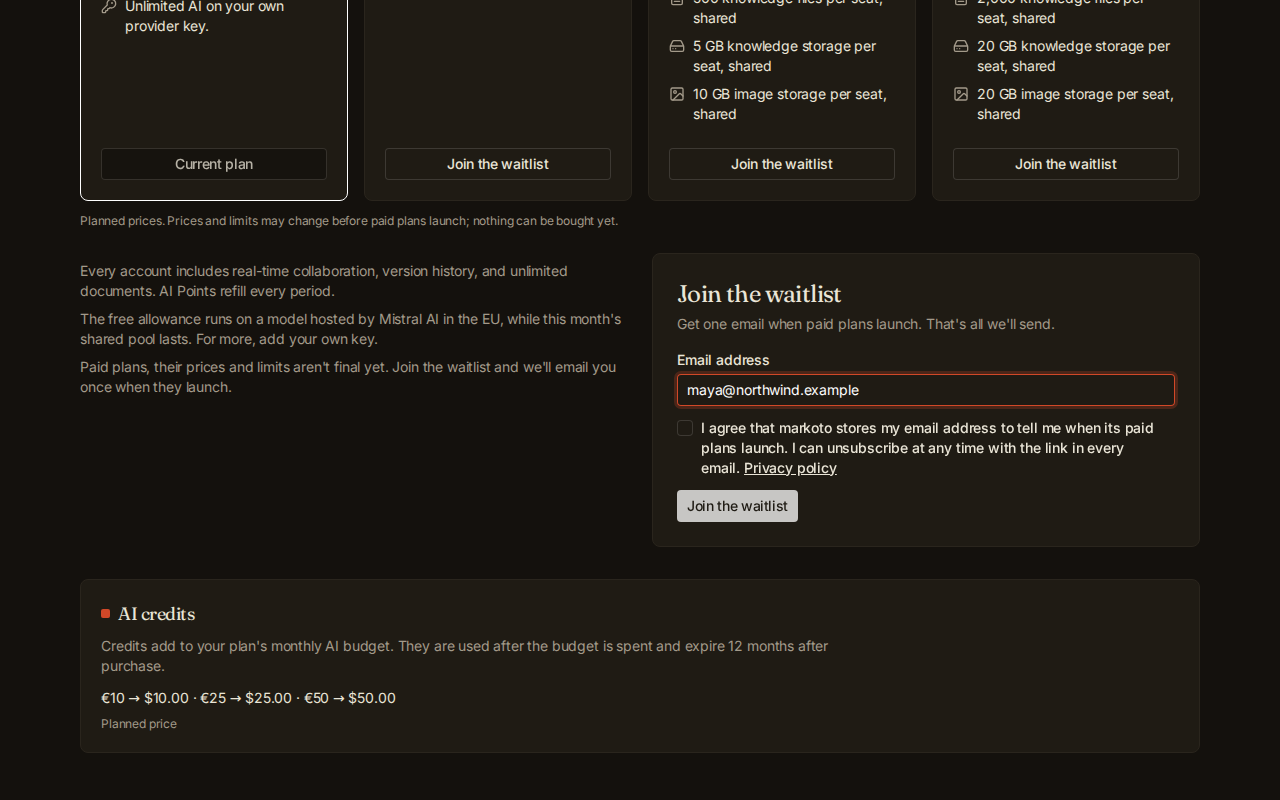 Unlimited AI on your own
provider key.
Current plan
Join the waitlist
500 knowledge files per seat,
shared
5 GB knowledge storage per
seat, shared
10 GB image storage per seat,
shared
Join the waitlist
2,000 knowledge files per
seat, shared
20 GB knowledge storage per
seat, shared
20 GB image storage per seat,
shared
Join the waitlist
Planned prices. Prices and limits may change before paid plans launch; nothing can be bought yet.
Every account includes real-time collaboration, version history, and unlimited
documents. AI Points refill every period.
The free allowance runs on a model hosted by Mistral AI in the EU, while this month's
shared pool lasts. For more, add your own key.
Paid plans, their prices and limits aren't final yet. Join the waitlist and we'll email you
once when they launch.
Join the waitlist
Get one email when paid plans launch. That's all we'll send.
Email address
maya@northwind.example
I agree that markoto stores my email address to tell me when its paid
plans launch. I can unsubscribe at any time with the link in every
email. Privacy policy
Join the waitlist
AI credits
Credits add to your plan's monthly AI budget. They are used after the budget is spent and expire 12 months after
purchase.
€10 → $10.00 · €25 → $25.00 · €50 → $50.00
Planned price